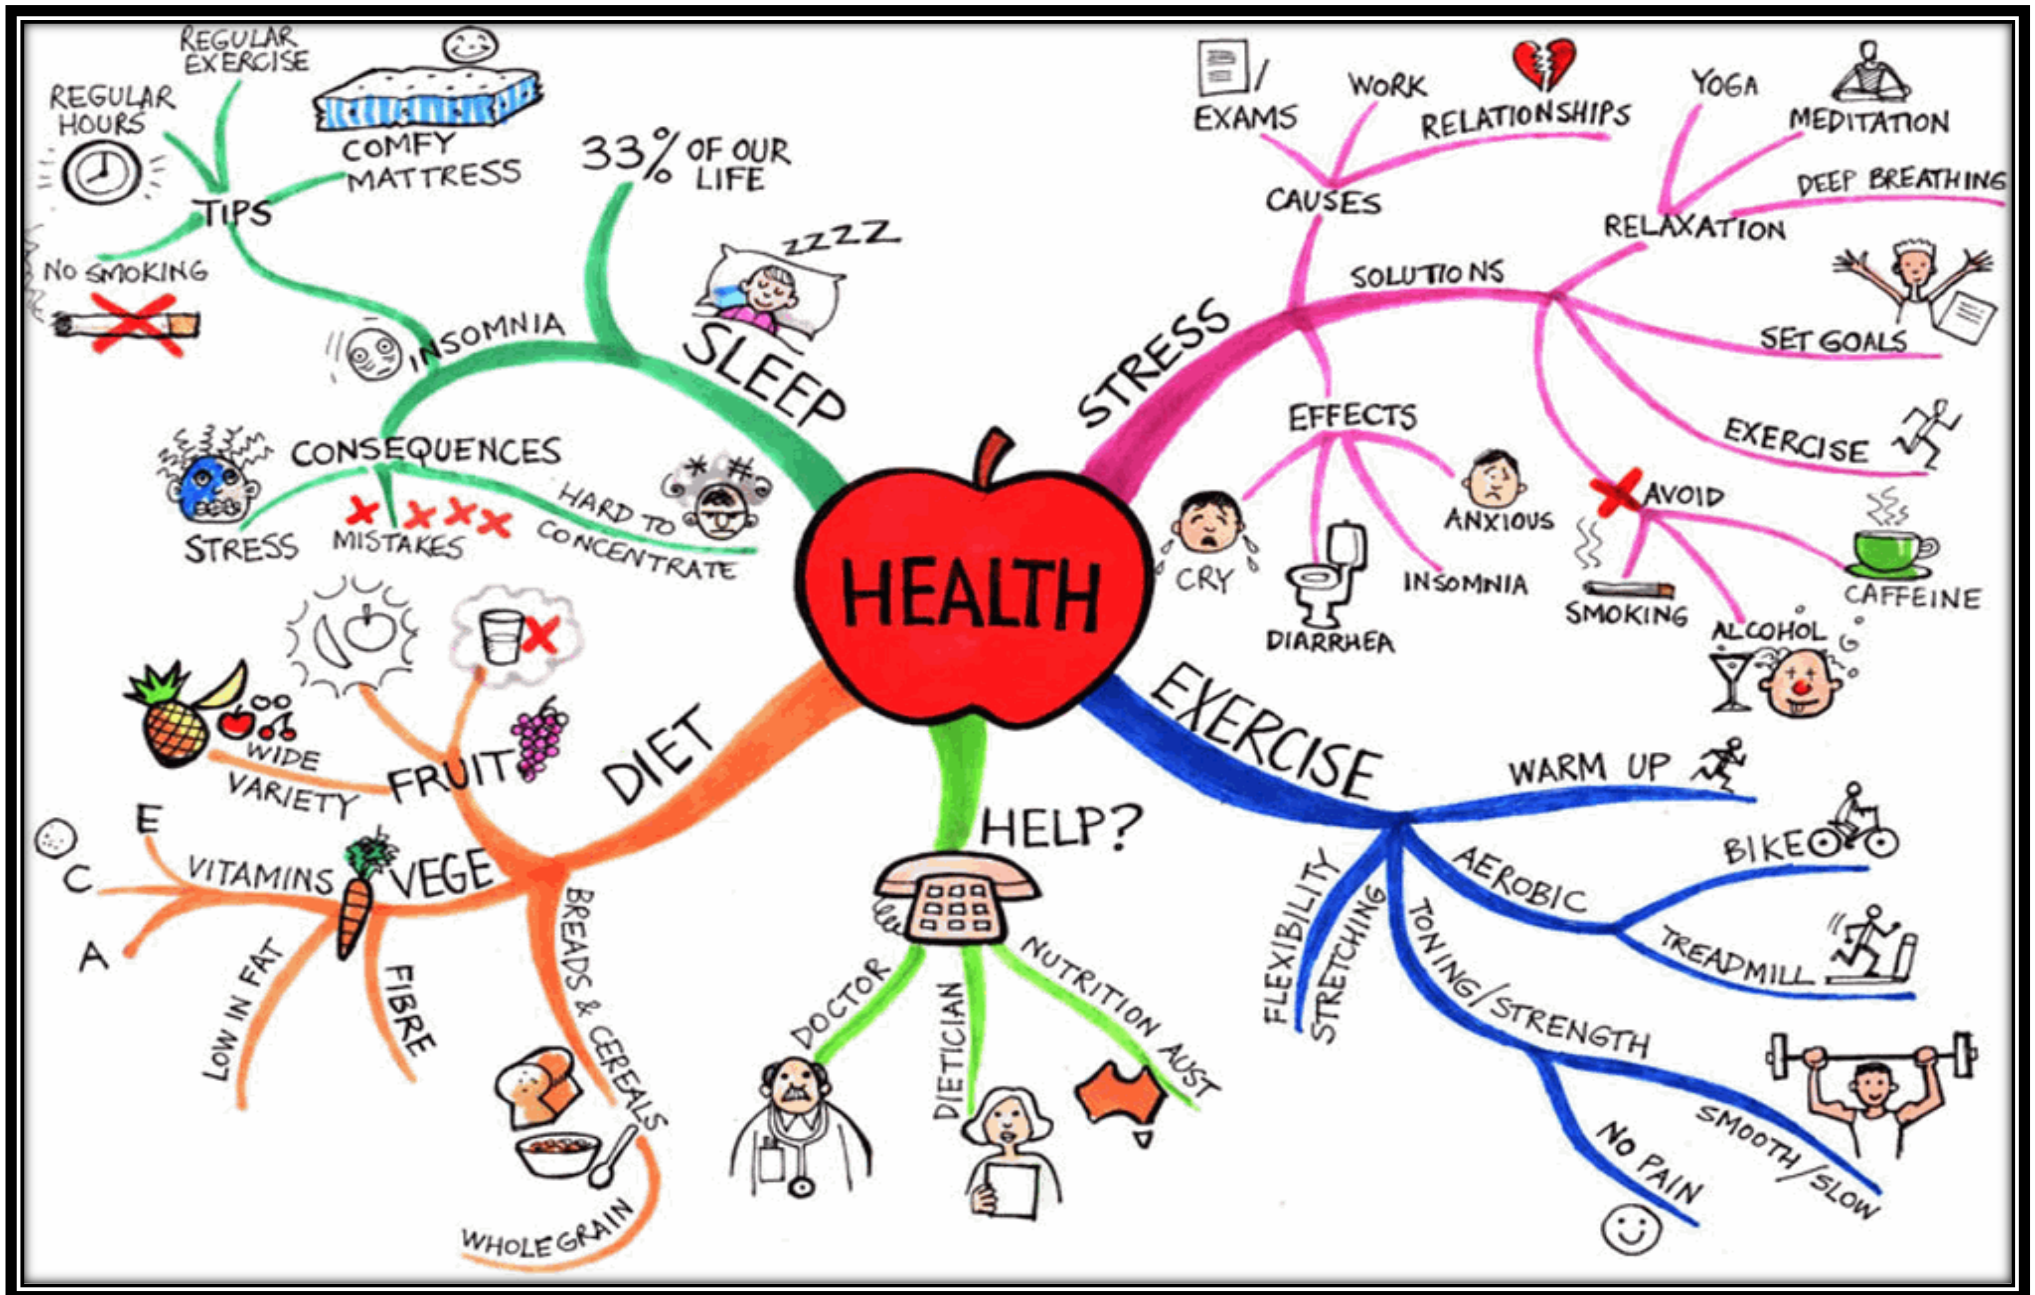 HEALTH
SLEEP
ZZZZ
33% OF OUR
LIFE
INSOMNIA
TIPS
REGULAR
HOURS
REGULAR
EXERCISE
COMFY
MATTRESS
NO SMOKING
CONSEQUENCES
STRESS
MISTAKES
HARD TO
CONCENTRATE
* #
STRESS
CAUSES
EXAMS
WORK
RELATIONSHIPS
SOLUTIONS
RELAXATION
YOGA
MEDITATION
DEEP BREATHING
SET GOALS
EXERCISE
AVOID
SMOKING
ALCOHOL
CAFFEINE
EFFECTS
CRY
DIARRHEA
INSOMNIA
ANXIOUS
EXERCISE
WARM UP
AEROBIC
BIKE
TREADMILL
TONING/STRENGTH
SMOOTH/SLOW
NO PAIN
FLEXIBILITY
STRETCHING
HELP?
DOCTOR
DIETICIAN
NUTRITION AUST
DIET
FRUIT
WIDE
VARIETY
VEGE
VITAMINS
E
C
A
LOW IN FAT
FIBRE
BREADS & CEREALS
WHOLEGRAIN